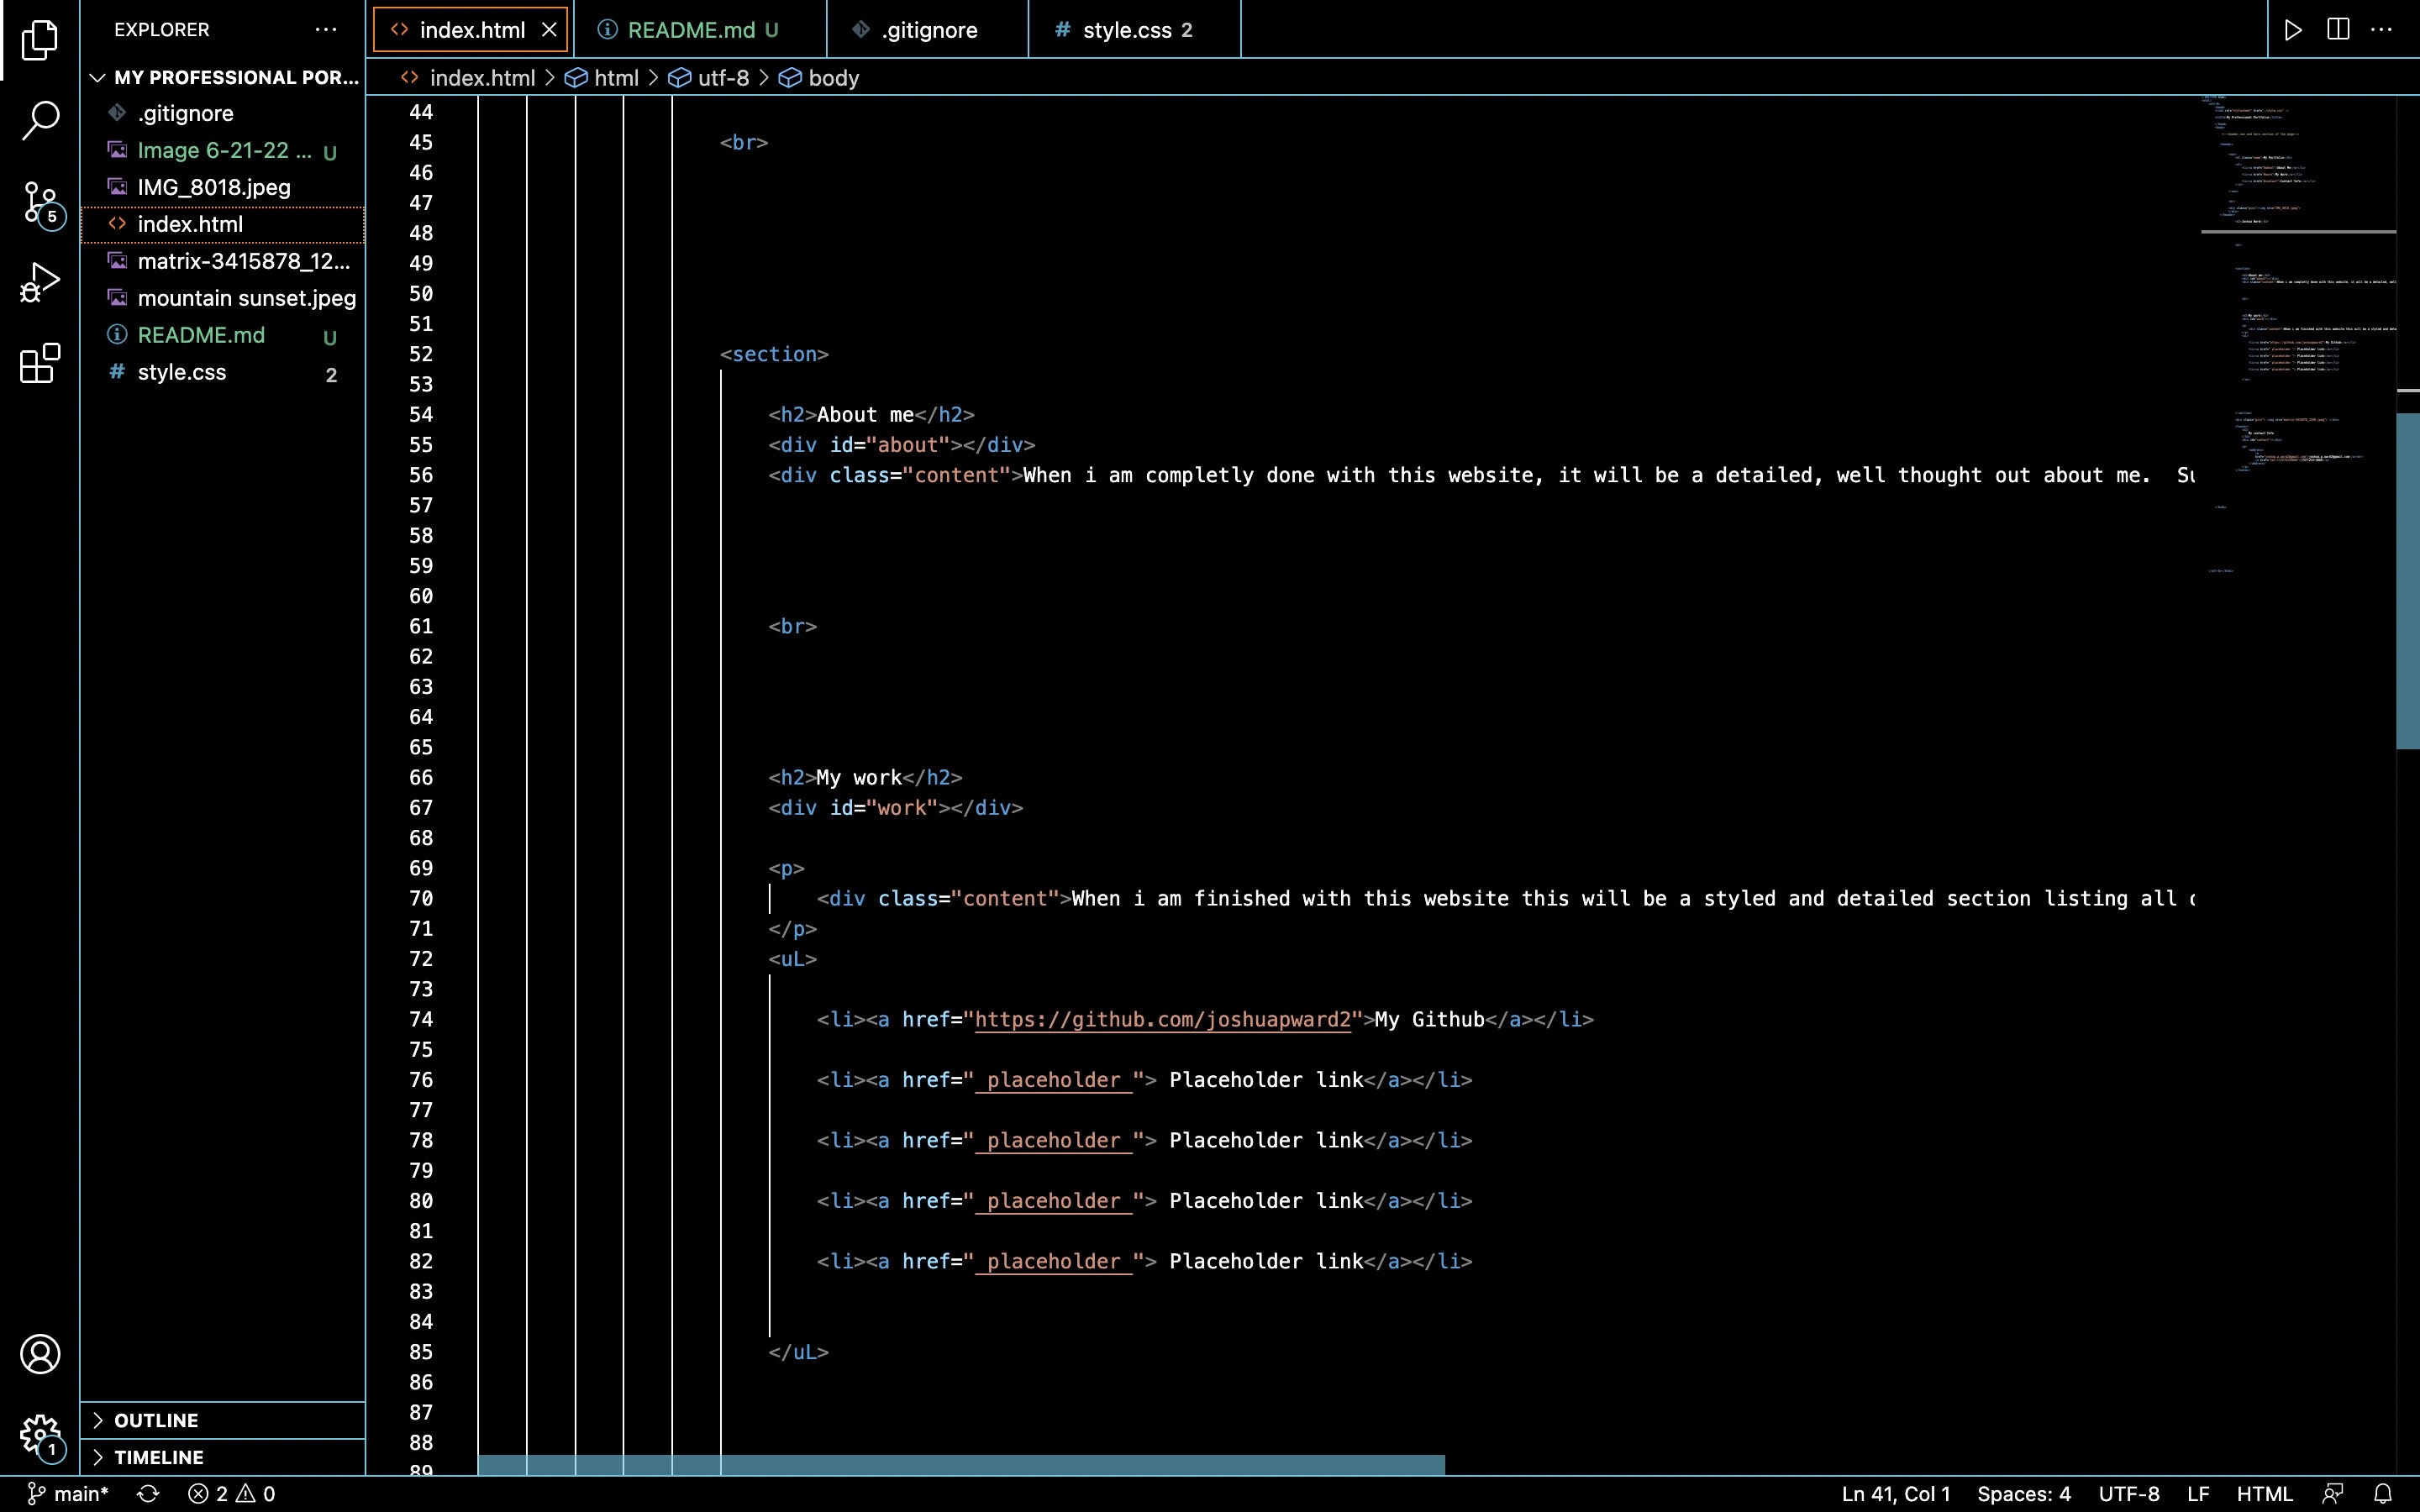 EXPLORER
MY PROFESSIONAL POR...
.gitignore
Image 6-21-22 ... U
IMG_8018.jpeg
index.html
matrix-3415878_12...
mountain sunset.jpeg
README.md U
style.css 2
5
1
OUTLINE
TIMELINE
index.html
README.md U
.gitignore
style.css 2
index.html > html > utf-8 > body
44
45 <br>
46
47
48
49
50
51
52 <section>
53
54 <h2>About me</h2>
55 <div id="about"></div>
56 <div class="content">When i am completly done with this website, it will be a detailed, well thought out about me.
57
58
59
60
61 <br>
62
63
64
65
66 <h2>My work</h2>
67 <div id="work"></div>
68
69 <p>
70 <div class="content">When i am finished with this website this will be a styled and detailed section listing all
71 </p>
72 <uL>
73
74 <li><a href="https://github.com/joshuapward2">My Github</a></li>
75
76 <li><a href=" placeholder "> Placeholder link</a></li>
77
78 <li><a href=" placeholder "> Placeholder link</a></li>
79
80 <li><a href=" placeholder "> Placeholder link</a></li>
81
82 <li><a href=" placeholder "> Placeholder link</a></li>
83
84
85 </uL>
86
87
88
89
main* 2 0 Ln 41, Col 1 Spaces: 4 UTF-8 LF HTML